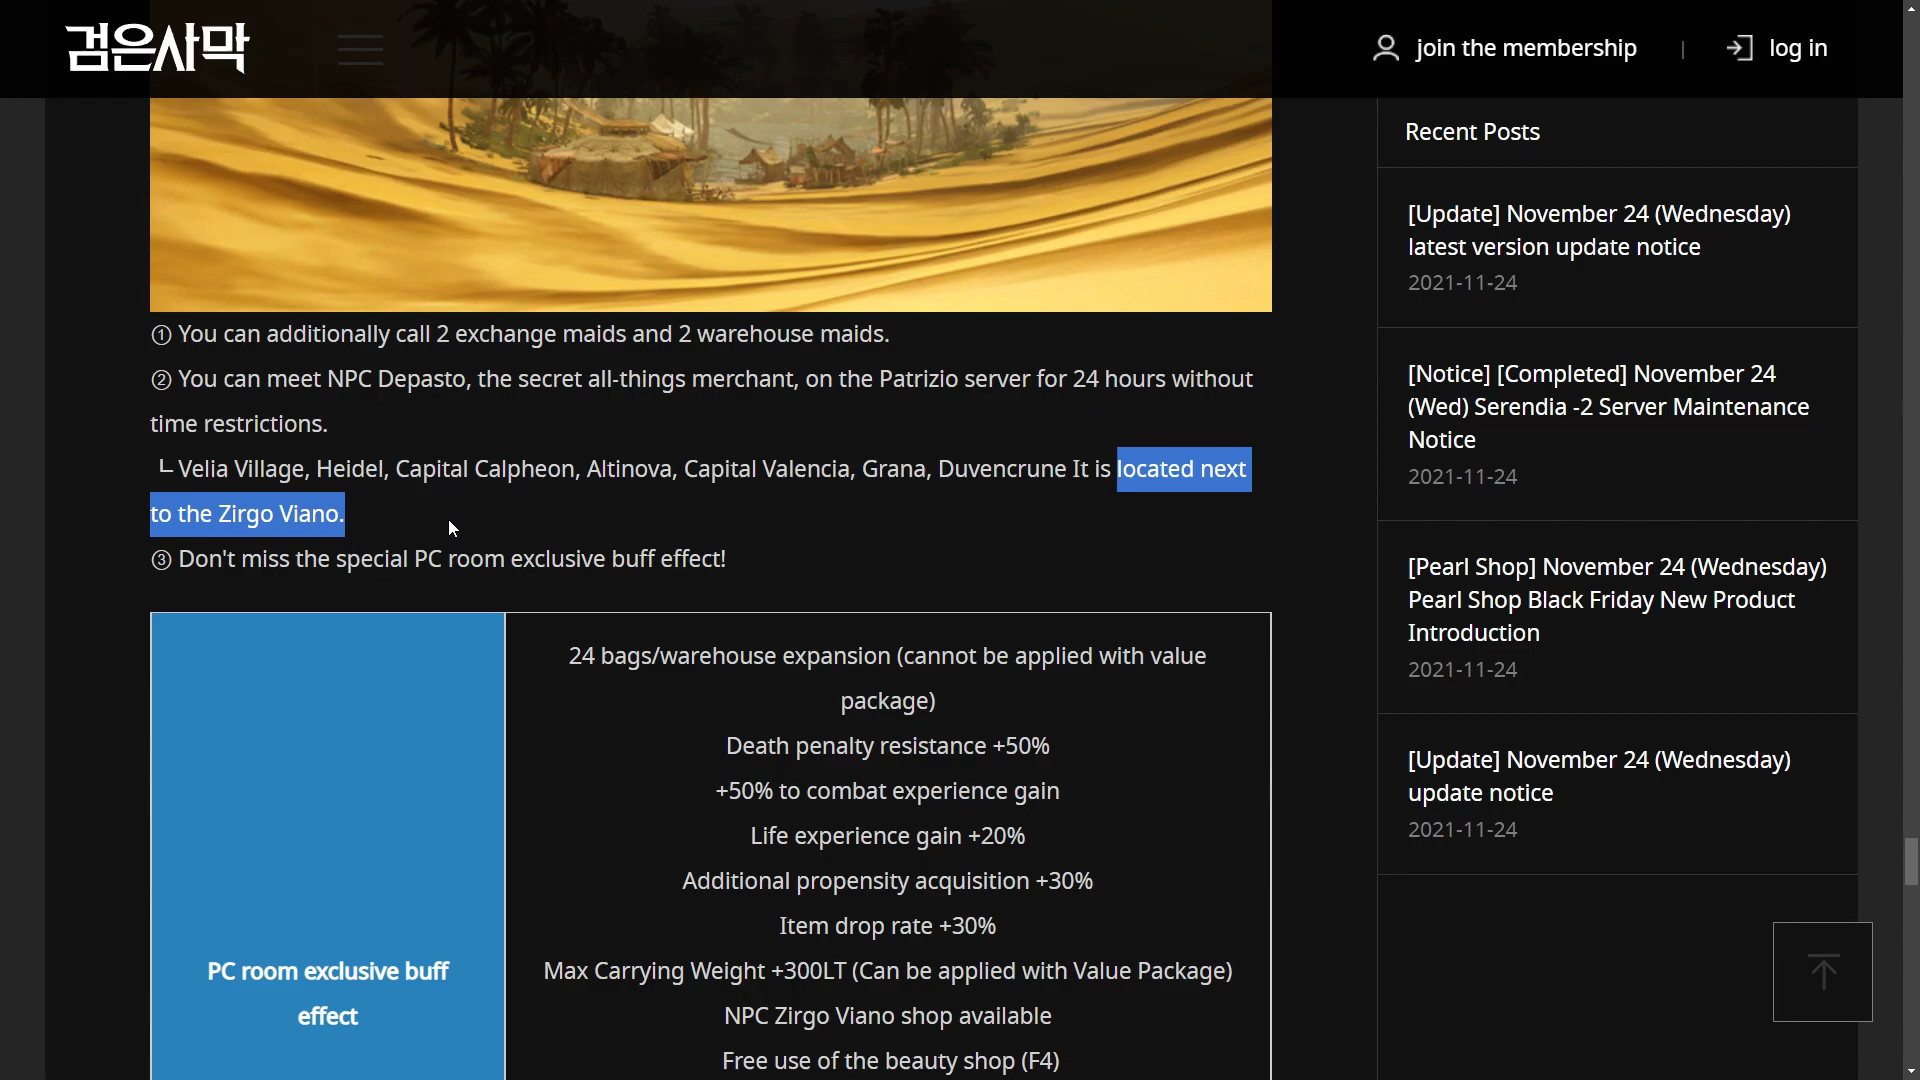 검은사막
join the membership | log in
① You can additionally call 2 exchange maids and 2 warehouse maids.
② You can meet NPC Depasto, the secret all-things merchant, on the Patrizio server for 24 hours without
time restrictions.
└ Velia Village, Heidel, Capital Calpheon, Altinova, Capital Valencia, Grana, Duvencrune It is located next
to the Zirgo Viano.
③ Don't miss the special PC room exclusive buff effect!
PC room exclusive buff
effect
24 bags/warehouse expansion (cannot be applied with value
package)
Death penalty resistance +50%
+50% to combat experience gain
Life experience gain +20%
Additional propensity acquisition +30%
Item drop rate +30%
Max Carrying Weight +300LT (Can be applied with Value Package)
NPC Zirgo Viano shop available
Free use of the beauty shop (F4)
Recent Posts
[Update] November 24 (Wednesday)
latest version update notice
2021-11-24
[Notice] [Completed] November 24
(Wed) Serendia -2 Server Maintenance
Notice
2021-11-24
[Pearl Shop] November 24 (Wednesday)
Pearl Shop Black Friday New Product
Introduction
2021-11-24
[Update] November 24 (Wednesday)
update notice
2021-11-24